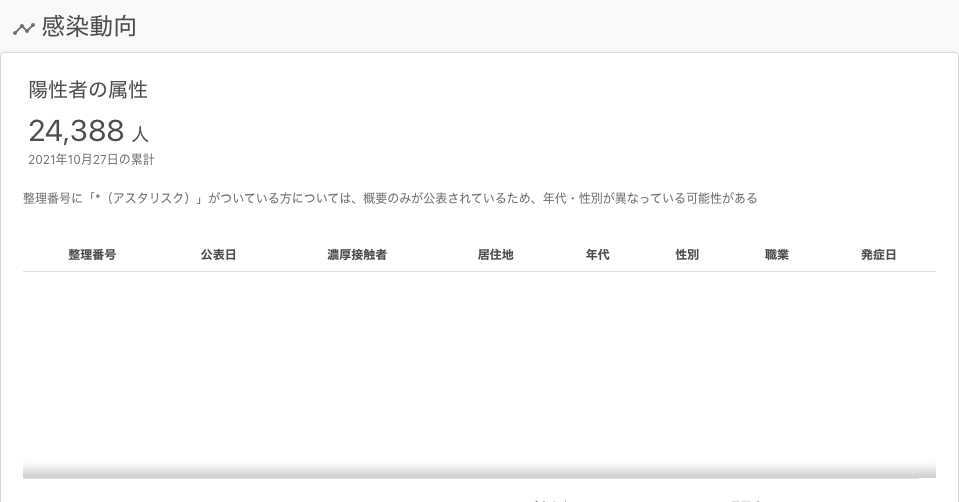 感染動向
陽性者の属性
24,388 人
2021年10月27日の累計
整理番号に「*（アスタリスク）」がついている方については、概要のみが公表されているため、年代・性別が異なっている可能性がある
整理番号 公表日 濃厚接触者 居住地 年代 性別 職業 発症日